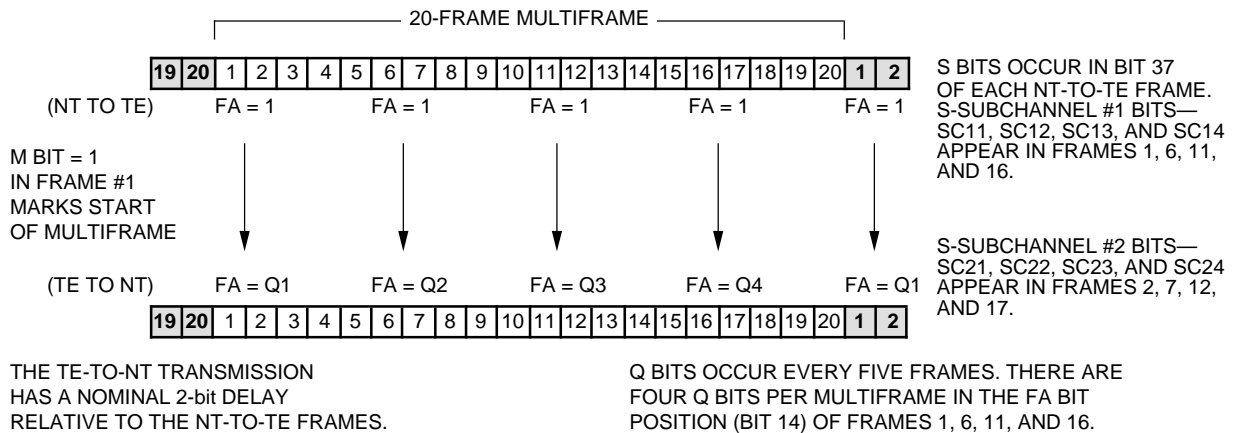 20-FRAME MULTIFRAME
19 20 1 2 3 4 5 6 7 8 9 10 11 12 13 14 15 16 17 18 19 20 1 2
(NT TO TE) FA = 1 FA = 1 FA = 1 FA = 1 FA = 1
S BITS OCCUR IN BIT 37
OF EACH NT-TO-TE FRAME.
S-SUBCHANNEL #1 BITS—
SC11, SC12, SC13, AND SC14
APPEAR IN FRAMES 1, 6, 11,
AND 16.
M BIT = 1
IN FRAME #1
MARKS START
OF MULTIFRAME
S-SUBCHANNEL #2 BITS—
SC21, SC22, SC23, AND SC24
APPEAR IN FRAMES 2, 7, 12,
AND 17.
(TE TO NT) FA = Q1 FA = Q2 FA = Q3 FA = Q4 FA = Q1
19 20 1 2 3 4 5 6 7 8 9 10 11 12 13 14 15 16 17 18 19 20 1 2
THE TE-TO-NT TRANSMISSION
HAS A NOMINAL 2-bit DELAY
RELATIVE TO THE NT-TO-TE FRAMES.
Q BITS OCCUR EVERY FIVE FRAMES. THERE ARE
FOUR Q BITS PER MULTIFRAME IN THE FA BIT
POSITION (BIT 14) OF FRAMES 1, 6, 11, AND 16.